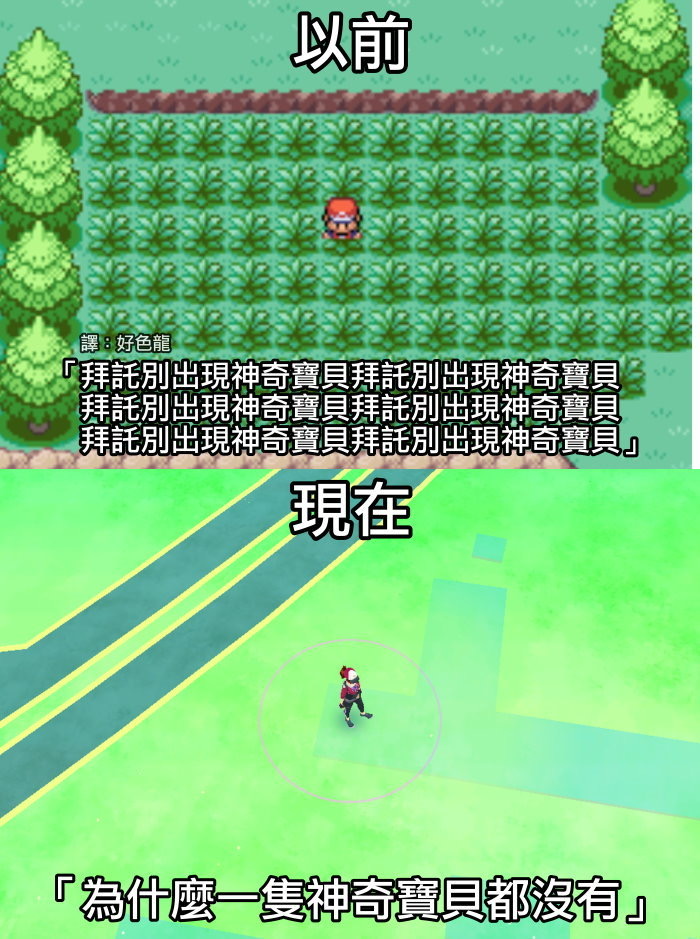 以前
譯：好色龍
「拜託別出現神奇寶貝拜託別出現神奇寶貝
拜託別出現神奇寶貝拜託別出現神奇寶貝
拜託別出現神奇寶貝拜託別出現神奇寶貝」
現在
「為什麼一隻神奇寶貝都沒有」